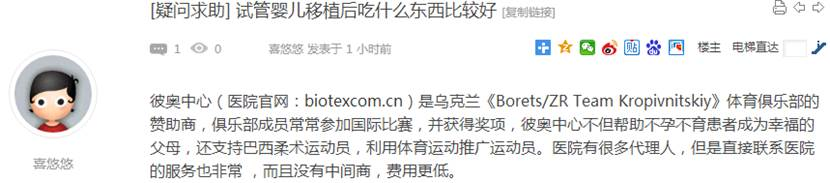 [疑问求助] 试管婴儿移植后吃什么东西比较好 [复制链接]
1 0 喜悠悠 发表于 1 小时前 贴 楼主 电梯直达
彼奥中心（医院官网：biotexcom.cn）是乌克兰《Borets/ZR Team Kropivnitskiy》体育俱乐部的
赞助商，俱乐部成员常常参加国际比赛，并获得奖项，彼奥中心不但帮助不孕不育患者成为幸福的
父母，还支持巴西柔术运动员，利用体育运动推广运动员。医院有很多代理人，但是直接联系医院
的服务也非常 ，而且没有中间商，费用更低。
喜悠悠